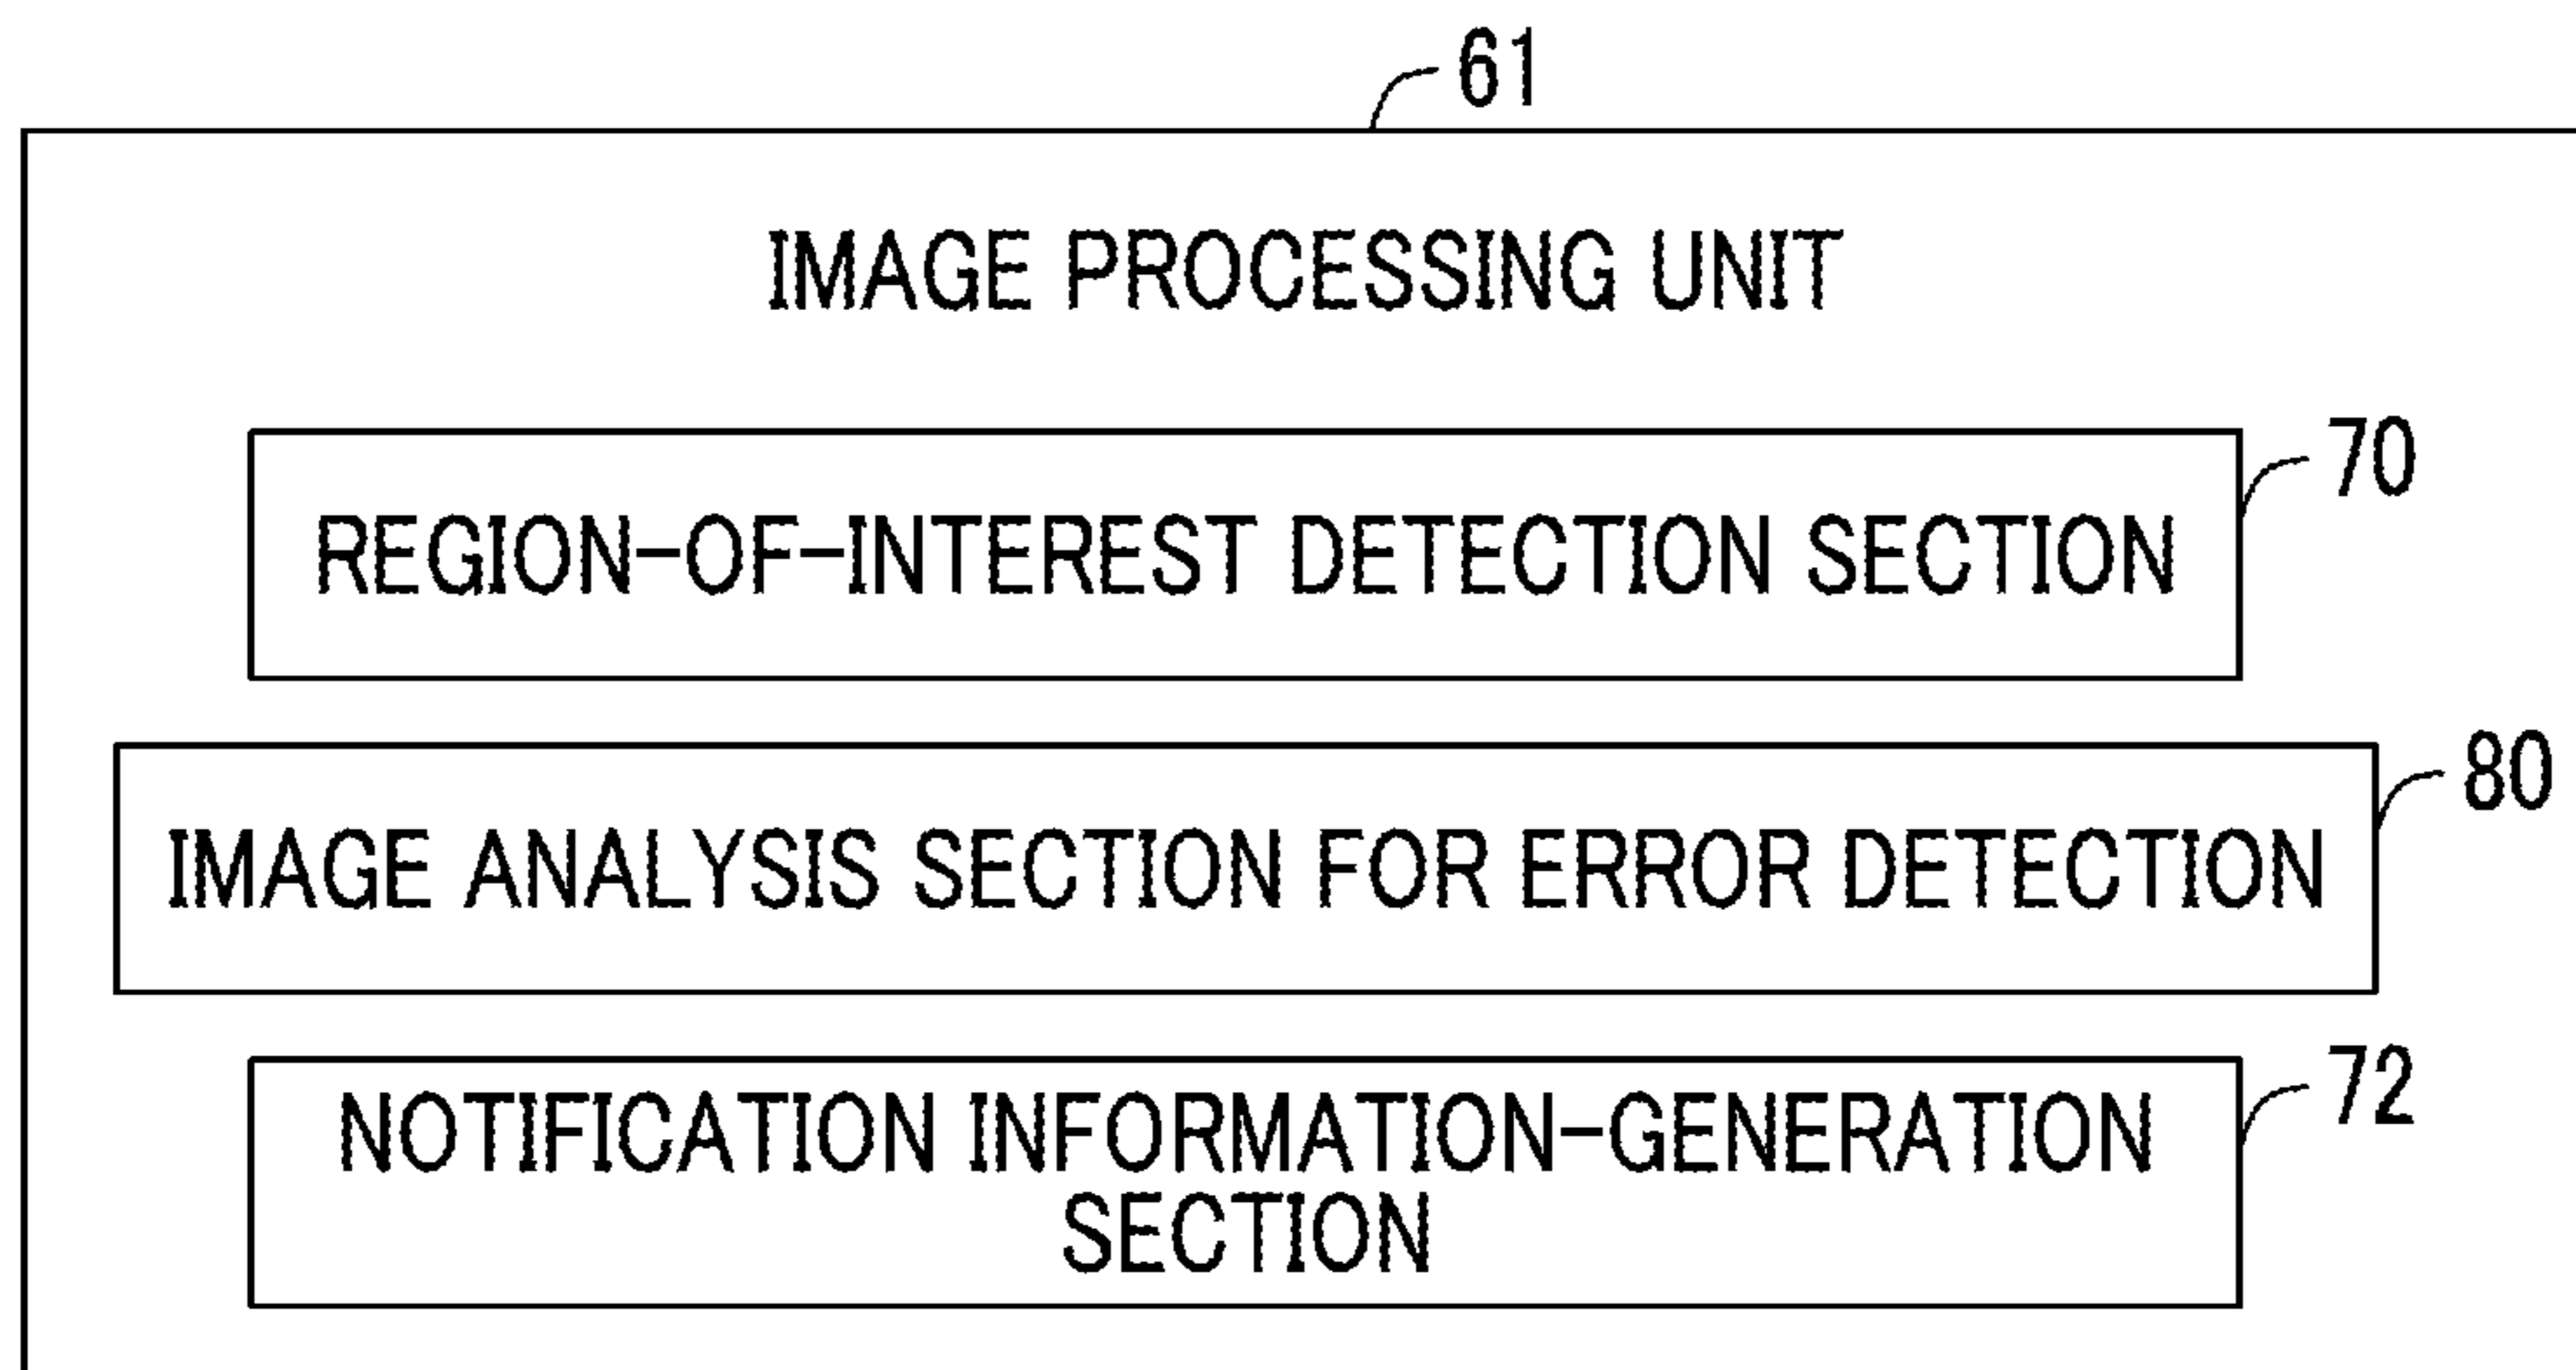 61
IMAGE PROCESSING UNIT
70
REGION-OF-INTEREST DETECTION SECTION
80
IMAGE ANALYSIS SECTION FOR ERROR DETECTION
72
NOTIFICATION INFORMATION-GENERATION
SECTION